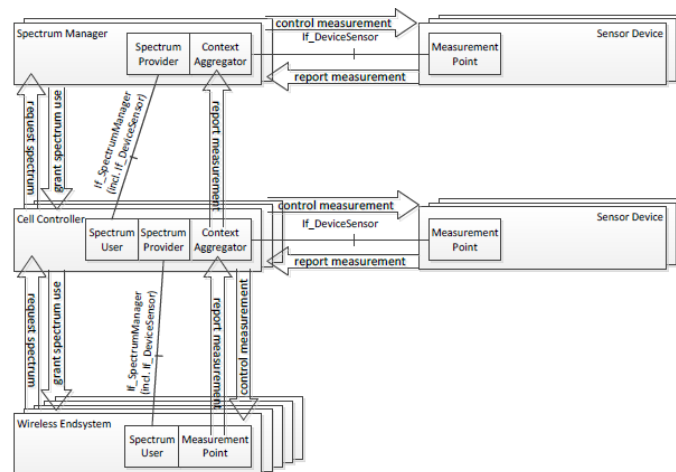 control measurement
Spectrum Manager
If_DeviceSensor
Sensor Device
Spectrum
Provider
Context
Aggregator
Measurement
Point
report measurement
request spectrum
grant spectrum use
If_SpectrumManager
(incl. If_DeviceSensor)
report measurement
control measurement
Cell Controller
If_DeviceSensor
Sensor Device
Spectrum
User
Spectrum
Provider
Context
Aggregator
Measurement
Point
report measurement
request spectrum
grant spectrum use
If_SpectrumManager
(incl. If_DeviceSensor)
report measurement
control measurement
Wireless Endsystem
Spectrum
User
Measurement
Point